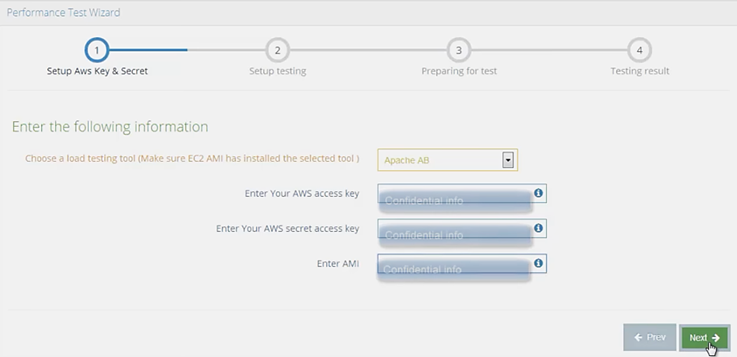 Performance Test Wizard
1 2 3 4
Setup Aws Key & Secret Setup testing Preparing for test Testing result
Enter the following information
Choose a load testing tool (Make sure EC2 AMI has installed the selected tool ) Apache AB
Enter Your AWS access key Confidential info
Enter Your AWS secret access key Confidential info
Enter AMI Confidential info
Prev Next